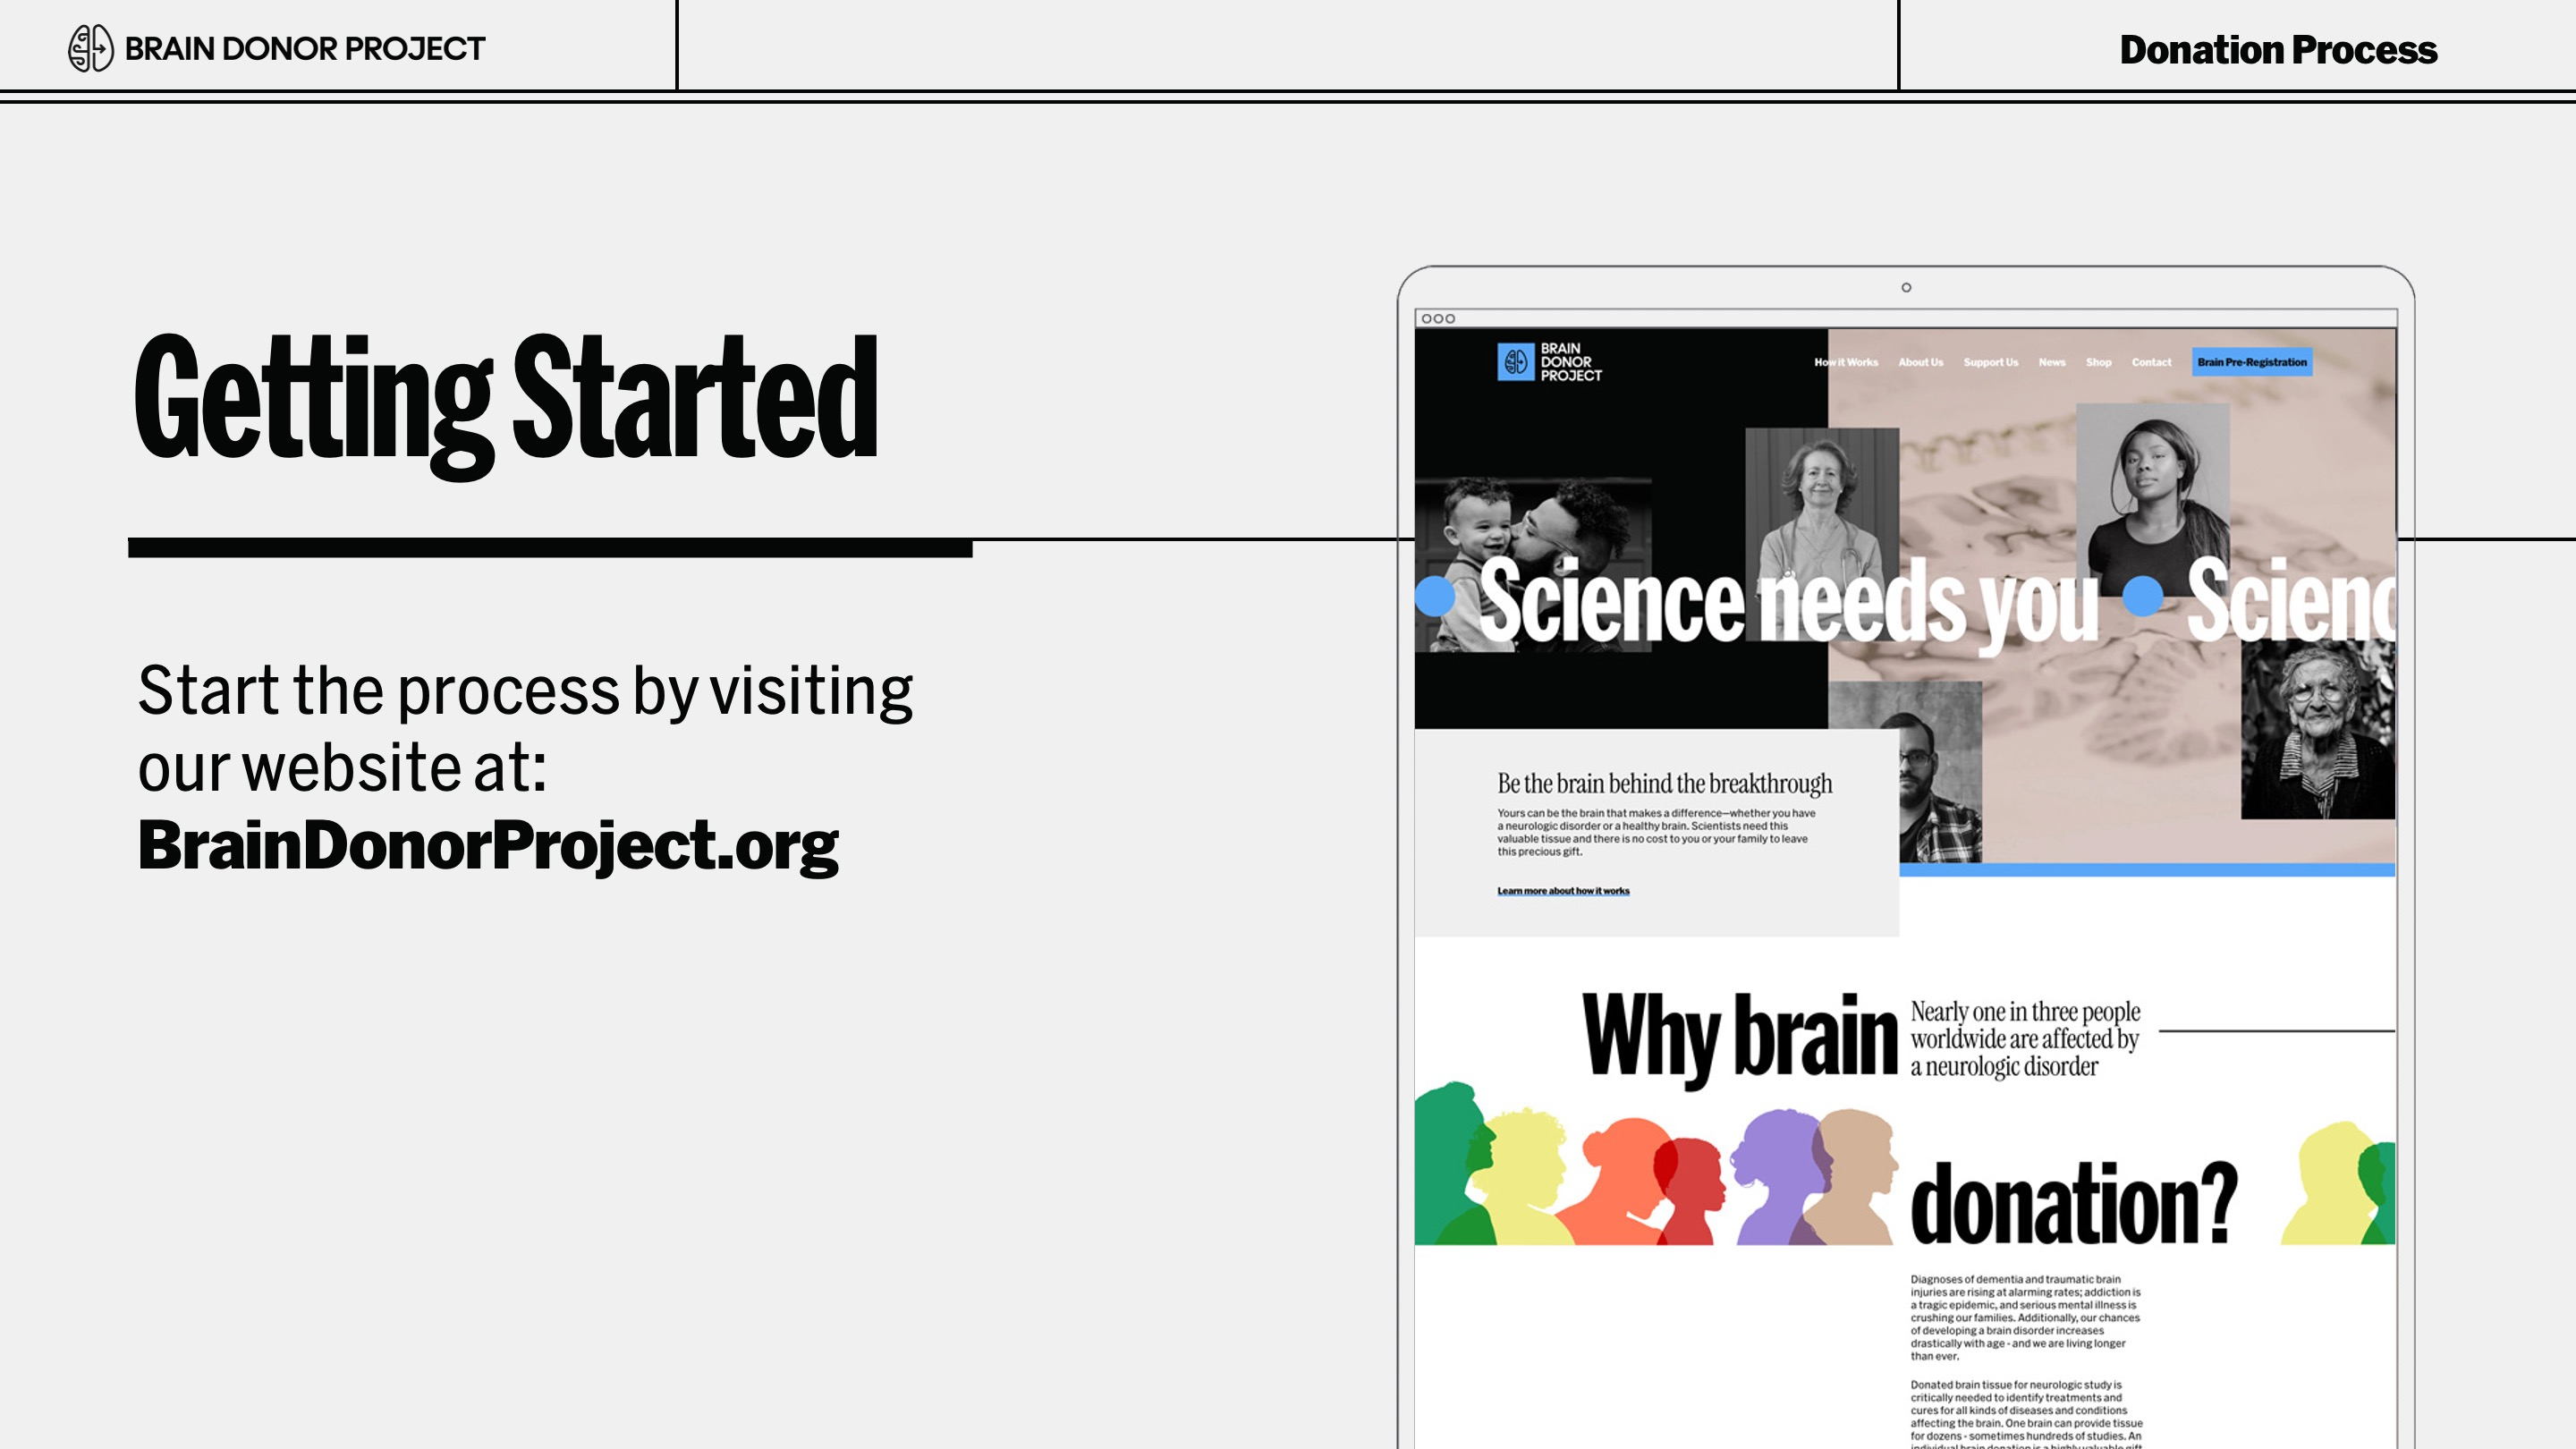 BRAIN DONOR PROJECT
Donation Process
Getting Started
Start the process by visiting
our website at:
BrainDonorProject.org
BRAIN
DONOR
PROJECT
How it Works About Us Support Us News Shop Contact Brain Pre-Registration
Science needs you Scienc
Be the brain behind the breakthrough
Yours can be the brain that makes a difference—whether you have
a neurologic disorder or a healthy brain. Scientists need this
valuable tissue and there is no cost to you or your family to leave
this precious gift.
Learn more about how it works
Why brain
Nearly one in three people
worldwide are affected by
a neurologic disorder
donation?
Diagnoses of dementia and traumatic brain
injuries are rising at alarming rates; addiction is
a tragic epidemic, and serious mental illness is
crushing our families. Additionally, our chances
of developing a brain disorder increases
drastically with age - and we are living longer
than ever.
Donated brain tissue for neurologic study is
critically needed to identify treatments and
cures for all kinds of diseases and conditions
affecting the brain. One brain can provide tissue
for dozens - sometimes hundreds of studies. An
individual brain donation is a highly valuable gift